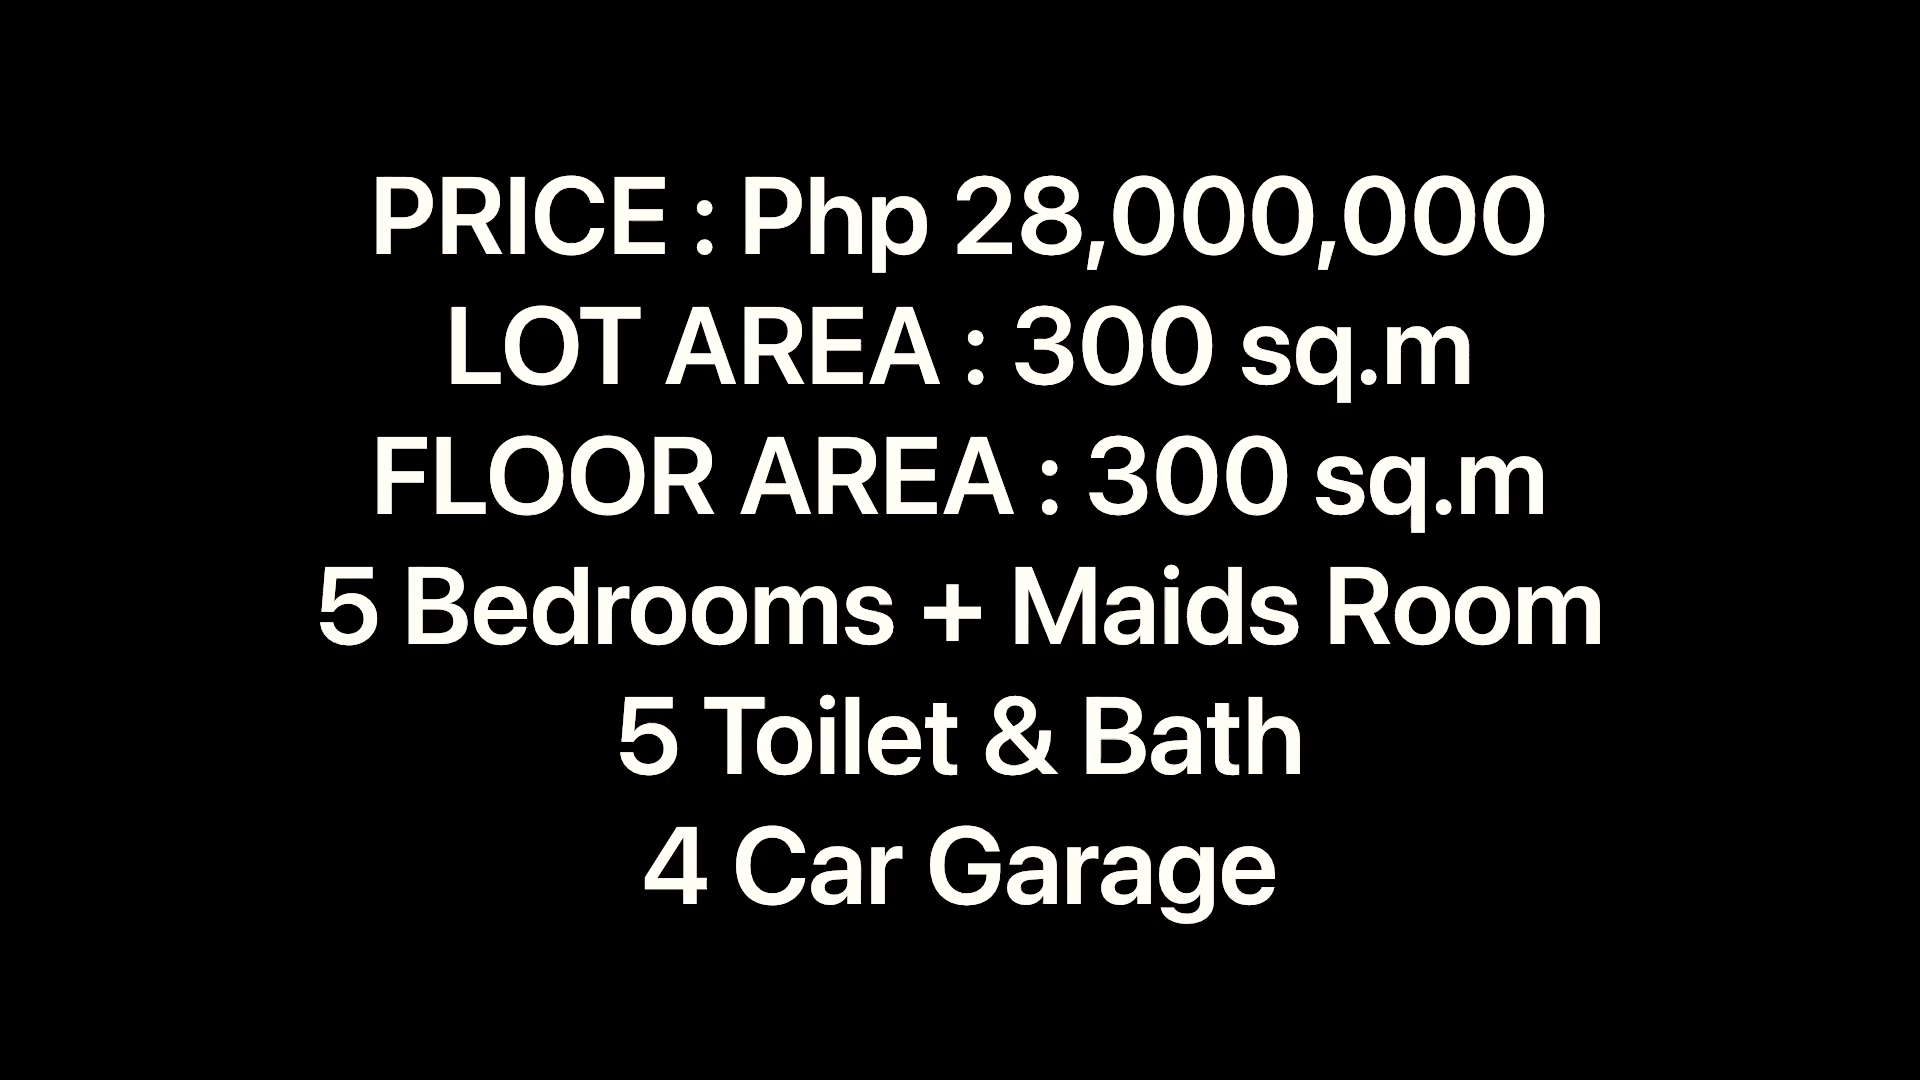 PRICE : Php 28,000,000
LOT AREA : 300 sq.m
FLOOR AREA : 300 sq.m
5 Bedrooms + Maids Room
5 Toilet & Bath
4 Car Garage